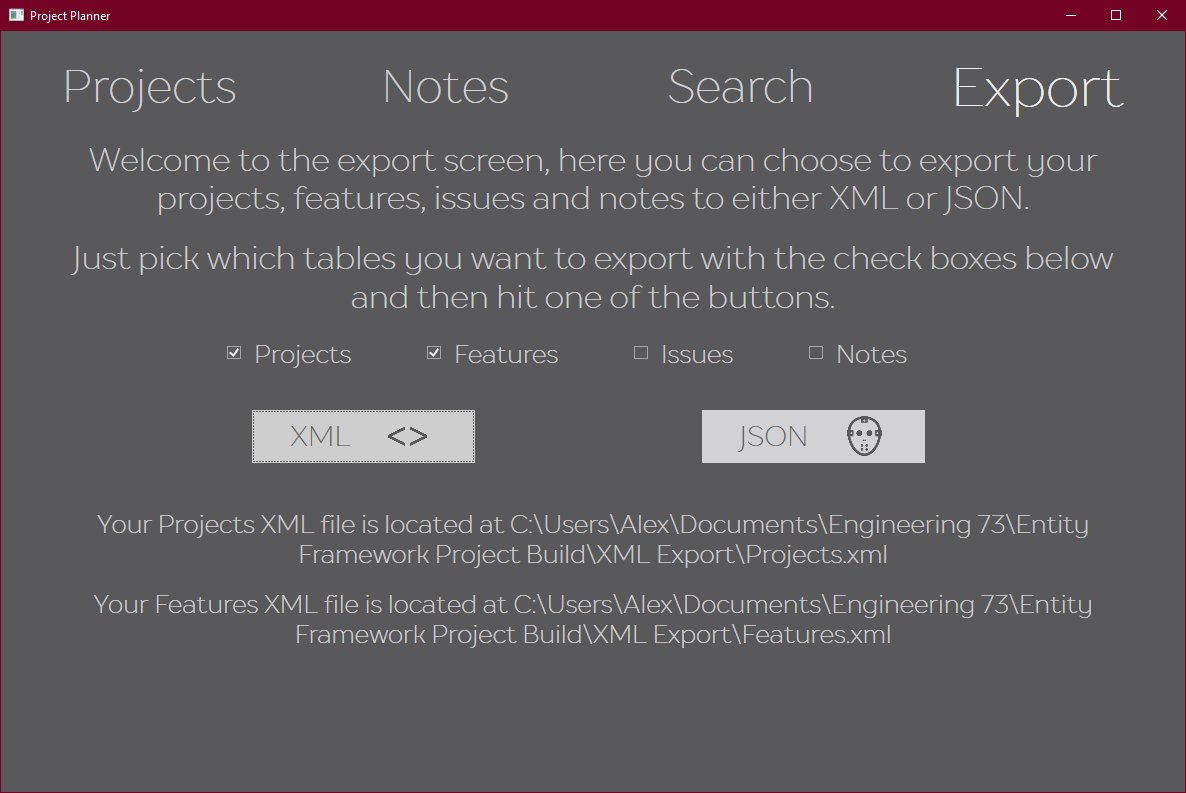 Project Planner
Projects Notes Search Export
Welcome to the export screen, here you can choose to export your
projects, features, issues and notes to either XML or JSON.
Just pick which tables you want to export with the check boxes below
and then hit one of the buttons.
Projects Features Issues Notes
XML <> JSON
Your Projects XML file is located at C:\Users\Alex\Documents\Engineering 73\Entity
Framework Project Build\XML Export\Projects.xml
Your Features XML file is located at C:\Users\Alex\Documents\Engineering 73\Entity
Framework Project Build\XML Export\Features.xml